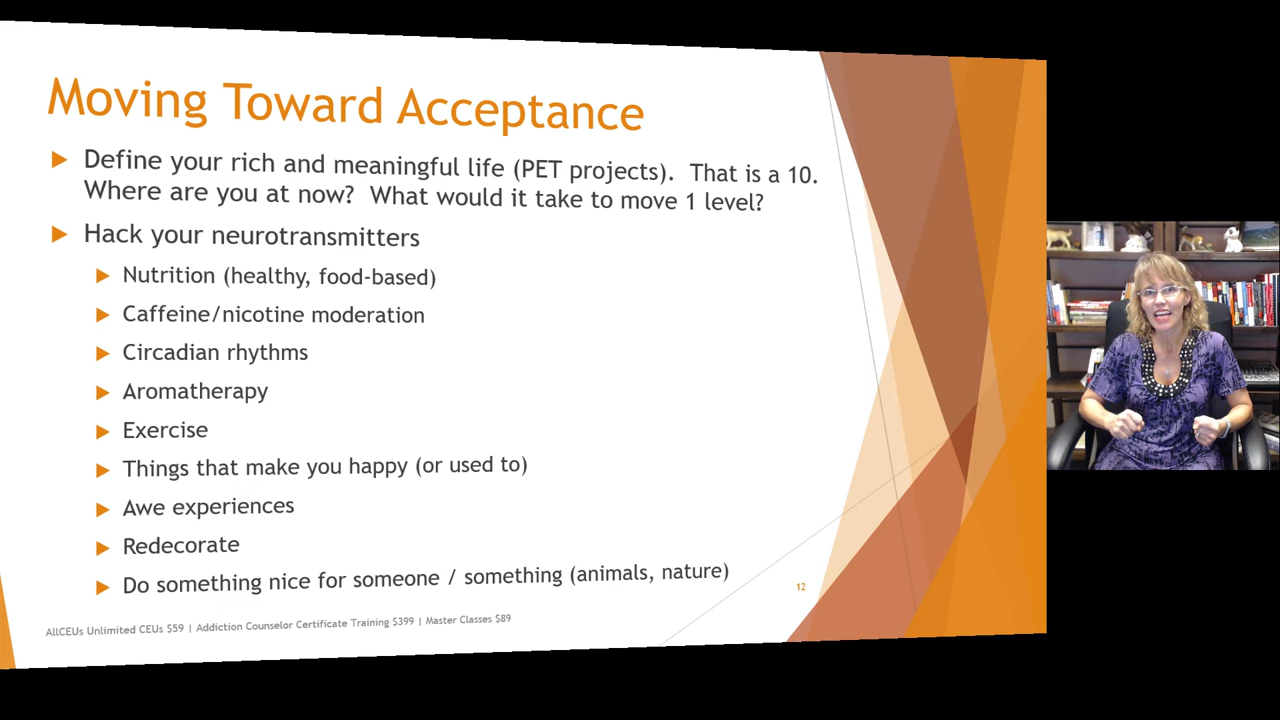 Moving Toward Acceptance
Define your rich and meaningful life (PET projects).  That is a 10.
Where are you at now?  What would it take to move 1 level?
Hack your neurotransmitters
Nutrition (healthy, food-based)
Caffeine/nicotine moderation
Circadian rhythms
Aromatherapy
Exercise
Things that make you happy (or used to)
Awe experiences
Redecorate
Do something nice for someone / something (animals, nature)
12
AllCEUs Unlimited CEUs $59 | Addiction Counselor Certificate Training $399 | Master Classes $89